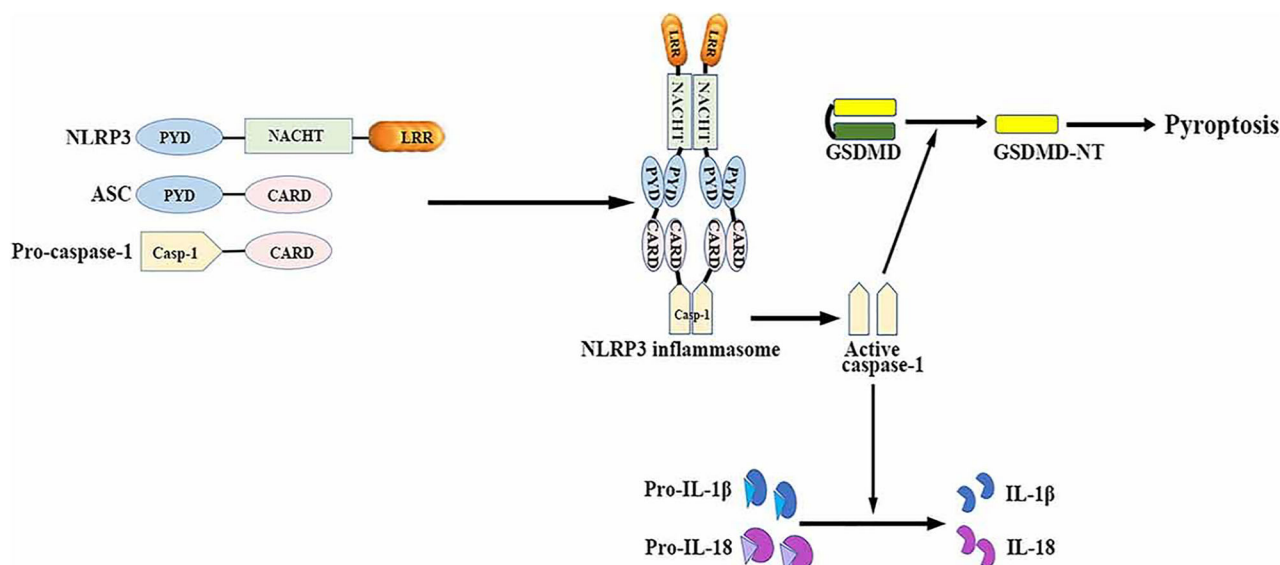 NLRP3 PYD NACHT LRR
ASC PYD CARD
Pro-caspase-1 Casp-1 CARD
LRR LRR
NACHT NACHT
PYD PYD PYD PYD
CARD CARD CARD CARD
Casp-1
NLRP3 inflammasome
Active
caspase-1
GSDMD
GSDMD-NT
Pyroptosis
Pro-IL-1β
IL-1β
Pro-IL-18
IL-18